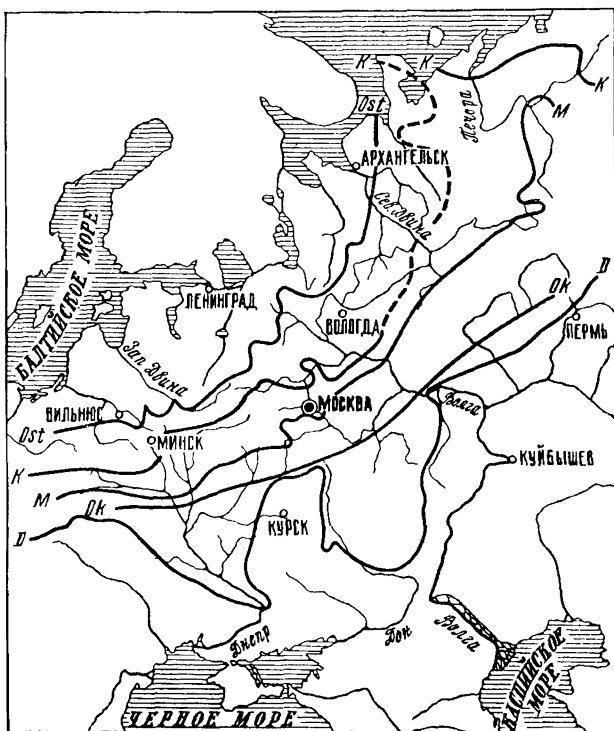 К
К
К
Ost
Печора
М
АРХАНГЕЛЬСК
Сев. Двина
БАЛТИЙСКОЕ МОРЕ
ЛЕНИНГРАД
ВОЛОГДА
Ok
D
ПЕРМЬ
Зап Двина
ВИЛЬНЮС
МОСКВА
Волга
Ost
МИНСК
К
КУЙБЫШЕВ
М
Ok
КУРСК
D
Днепр
Дон
Волга
КАСПИЙСКОЕ
МОРЕ
ЧЕРНОЕ МОРЕ